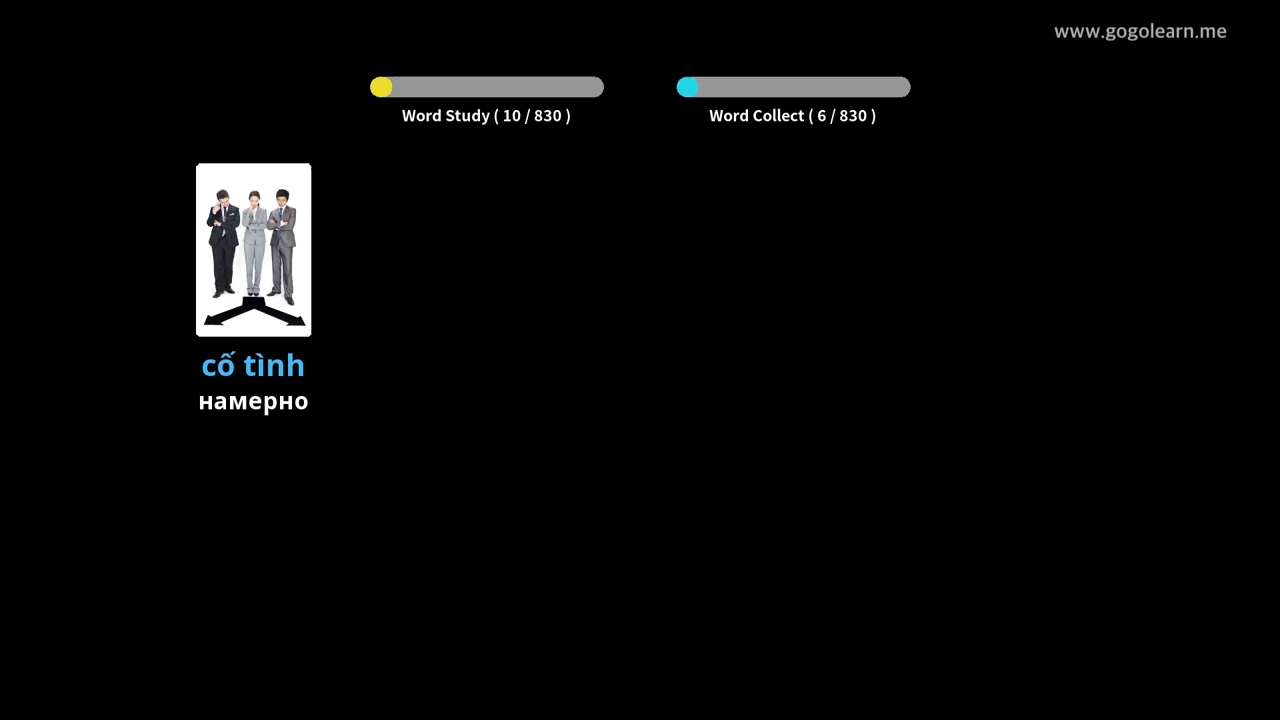 www.gogolearn.me
Word Study ( 10 / 830 )
Word Collect ( 6 / 830 )
cố tình
намерно